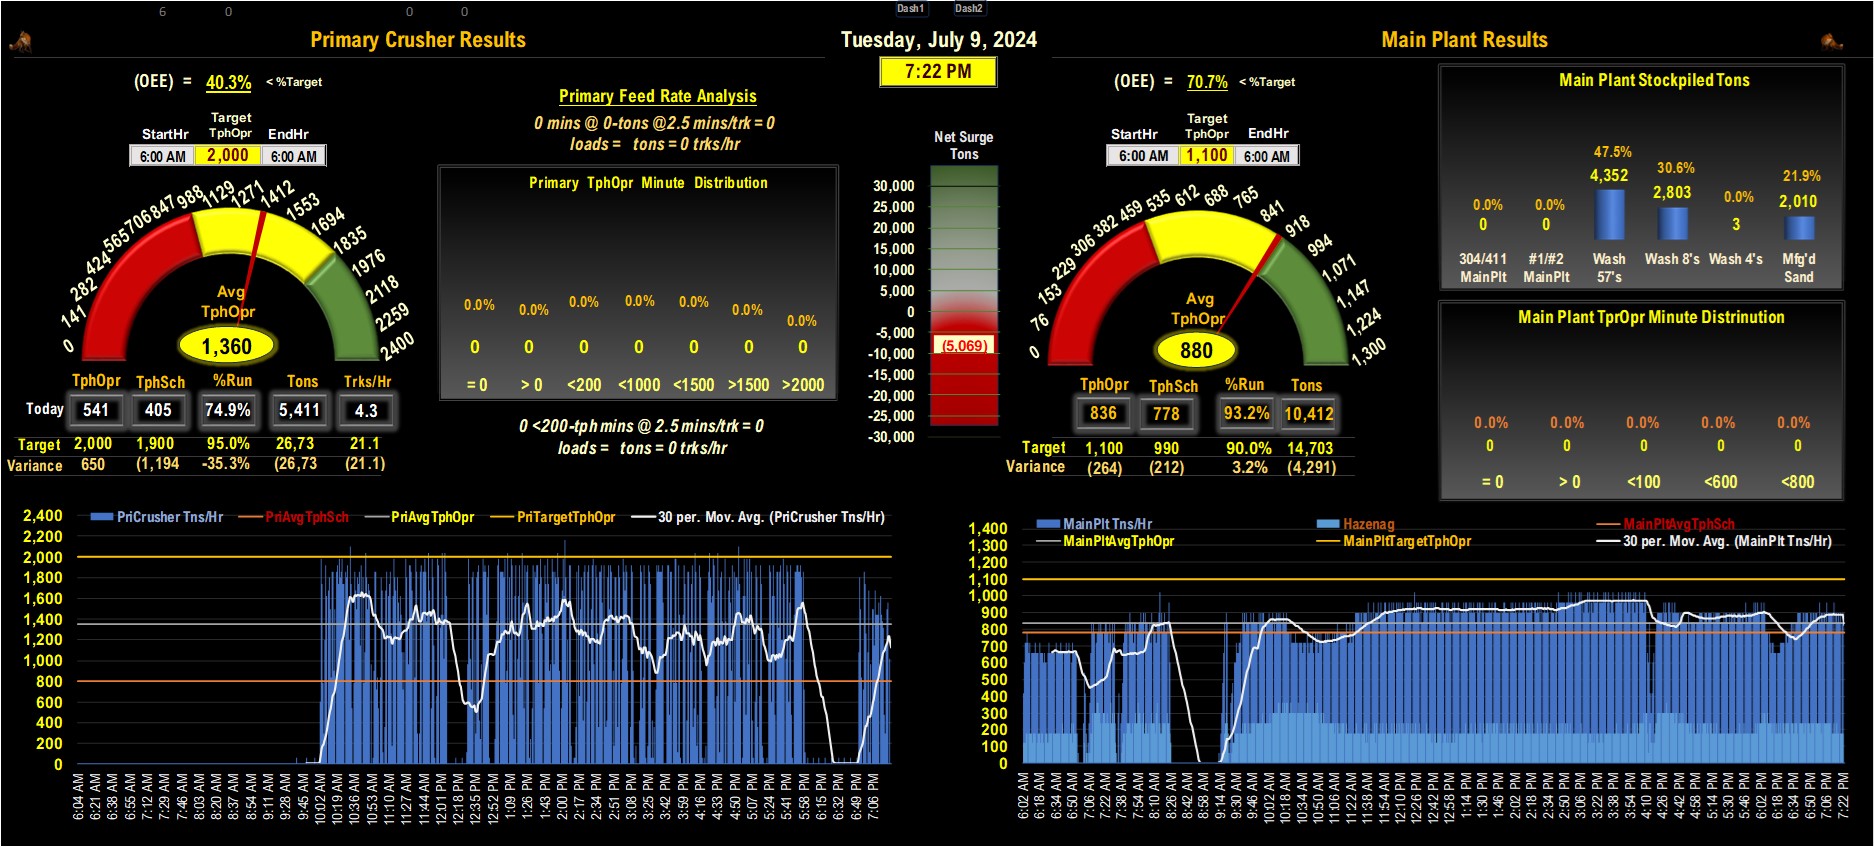 6 0 0 0 Dash1 Dash2
Primary Crusher Results
Tuesday, July 9, 2024
7:22 PM
Main Plant Results
(OEE) = 40.3% < %Target
StartHr Target TphOpr EndHr
6:00 AM 2,000 6:00 AM
0 141 282 424 565 706 847 988 1129 1271 1412 1553 1694 1835 1976 2118 2259 2400
Avg
TphOpr
1,360
TphOpr TphSch %Run Tons Trks/Hr
Today 541 405 74.9% 5,411 4.3
Target 2,000 1,900 95.0% 26,73 21.1
Variance 650 (1,194 -35.3% (26,73 (21.1)
Primary Feed Rate Analysis
0 mins @ 0-tons @2.5 mins/trk = 0
loads = tons = 0 trks/hr
Primary TphOpr Minute Distribution
0.0% 0.0% 0.0% 0.0% 0.0% 0.0% 0.0%
0 0 0 0 0 0 0
= 0 > 0 <200 <1000 <1500 >1500 >2000
0 <200-tph mins @ 2.5 mins/trk = 0
loads = tons = 0 trks/hr
Net Surge
Tons
30,000
25,000
20,000
15,000
10,000
5,000
0
-5,000
(5,069)
-10,000
-15,000
-20,000
-25,000
-30,000
(OEE) = 70.7% < %Target
StartHr Target TphOpr EndHr
6:00 AM 1,100 6:00 AM
0 76 153 229 306 382 459 535 612 688 765 841 918 994 1,071 1,147 1,224 1,300
Avg
TphOpr
880
TphOpr TphSch %Run Tons
836 778 93.2% 10,412
Target 1,100 990 90.0% 14,703
Variance (264) (212) 3.2% (4,291)
Main Plant Stockpiled Tons
0.0% 0.0% 47.5% 30.6% 0.0% 21.9%
0 0 4,352 2,803 3 2,010
304/411 #1/#2 Wash Wash 8's Wash 4's Mfg'd
MainPlt MainPlt 57's Sand
Main Plant TprOpr Minute Distrinution
0.0% 0.0% 0.0% 0.0% 0.0%
0 0 0 0 0
= 0 > 0 <100 <600 <800
PriCrusher Tns/Hr PriAvgTphSch PriAvgTphOpr PriTargetTphOpr 30 per. Mov. Avg. (PriCrusher Tns/Hr)
2,400
2,200
2,000
1,800
1,600
1,400
1,200
1,000
800
600
400
200
0
6:04 AM 6:21 AM 6:38 AM 6:55 AM 7:12 AM 7:29 AM 7:46 AM 8:03 AM 8:20 AM 8:37 AM 8:54 AM 9:11 AM 9:28 AM 9:45 AM 10:02 AM 10:19 AM 10:36 AM 10:53 AM 11:10 AM 11:27 AM 11:44 AM 12:01 PM 12:18 PM 12:35 PM 12:52 PM 1:09 PM 1:26 PM 1:43 PM 2:00 PM 2:17 PM 2:34 PM 2:51 PM 3:08 PM 3:25 PM 3:42 PM 3:59 PM 4:16 PM 4:33 PM 4:50 PM 5:07 PM 5:24 PM 5:41 PM 5:58 PM 6:15 PM 6:32 PM 6:49 PM 7:06 PM
MainPlt Tns/Hr Hazenag MainPltAvgTphSch
MainPltAvgTphOpr MainPltTargetTphOpr 30 per. Mov. Avg. (MainPlt Tns/Hr)
1,400
1,300
1,200
1,100
1,000
900
800
700
600
500
400
300
200
100
0
6:02 AM 6:18 AM 6:34 AM 6:50 AM 7:06 AM 7:22 AM 7:38 AM 7:54 AM 8:10 AM 8:26 AM 8:42 AM 8:58 AM 9:14 AM 9:30 AM 9:46 AM 10:02 AM 10:18 AM 10:34 AM 10:50 AM 11:06 AM 11:22 AM 11:38 AM 11:54 AM 12:10 PM 12:26 PM 12:42 PM 12:58 PM 1:14 PM 1:30 PM 1:46 PM 2:02 PM 2:18 PM 2:34 PM 2:50 PM 3:06 PM 3:22 PM 3:38 PM 3:54 PM 4:10 PM 4:26 PM 4:42 PM 4:58 PM 5:14 PM 5:30 PM 5:46 PM 6:02 PM 6:18 PM 6:34 PM 6:50 PM 7:06 PM 7:22 PM